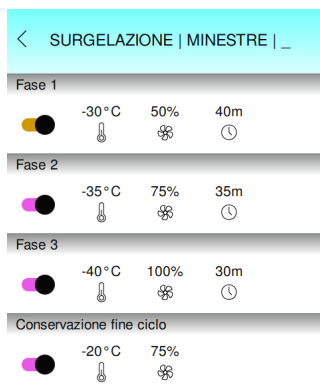 SURGELAZIONE | MINESTRE | _
Fase 1
-30°C 50% 40m
Fase 2
-35°C 75% 35m
Fase 3
-40°C 100% 30m
Conservazione fine ciclo
-20°C 75%